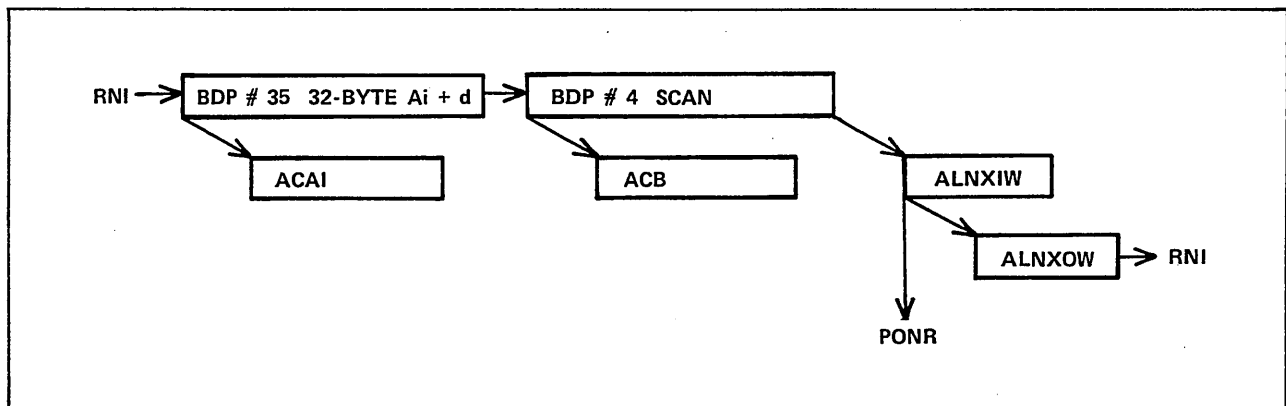 RNI
BDP # 35 32-BYTE Ai + d
BDP # 4 SCAN
ACAI
ACB
ALNXIW
ALNXOW
RNI
PONR